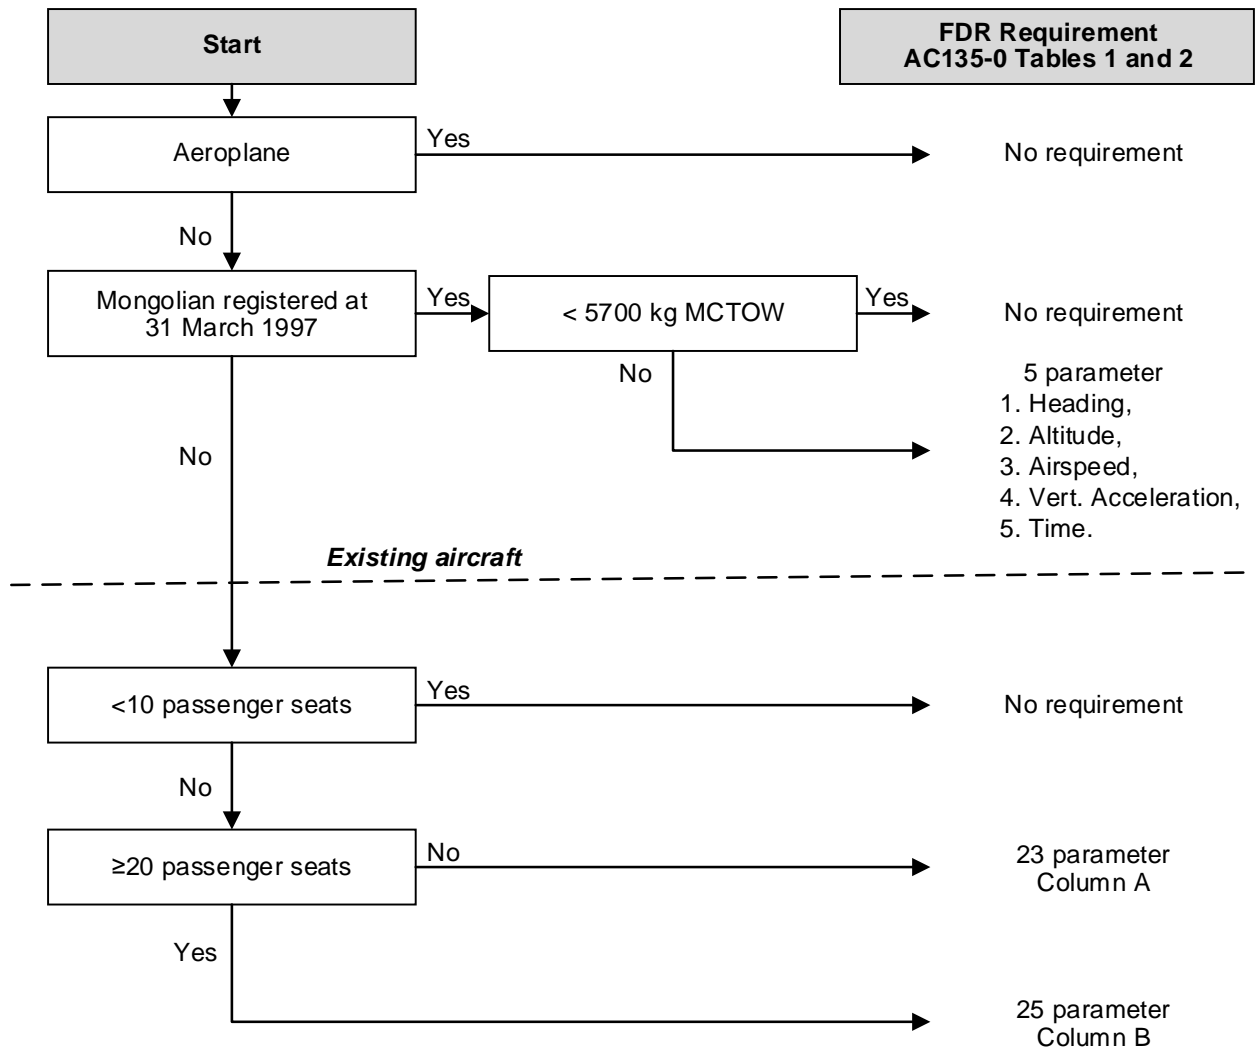 Start
FDR Requirement
AC135-0 Tables 1 and 2
Aeroplane
Yes
No requirement
No
Mongolian registered at
31 March 1997
Yes
< 5700 kg MCTOW
Yes
No requirement
No
5 parameter
1. Heading,
2. Altitude,
3. Airspeed,
4. Vert. Acceleration,
5. Time.
No
Existing aircraft
<10 passenger seats
Yes
No requirement
No
≥20 passenger seats
No
23 parameter
Column A
Yes
25 parameter
Column B